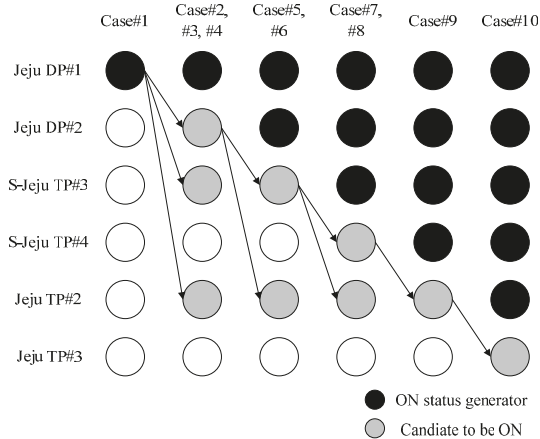 Case#1
Case#2,
#3, #4
Case#5,
#6
Case#7,
#8
Case#9
Case#10
Jeju DP#1
Jeju DP#2
S-Jeju TP#3
S-Jeju TP#4
Jeju TP#2
Jeju TP#3
ON status generator
Candiate to be ON